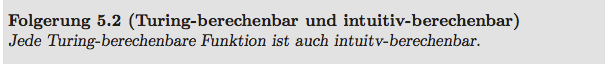 Folgerung 5.2 (Turing-berechenbar und intuitiv-berechenbar)
Jede Turing-berechenbare Funktion ist auch intuitv-berechenbar.